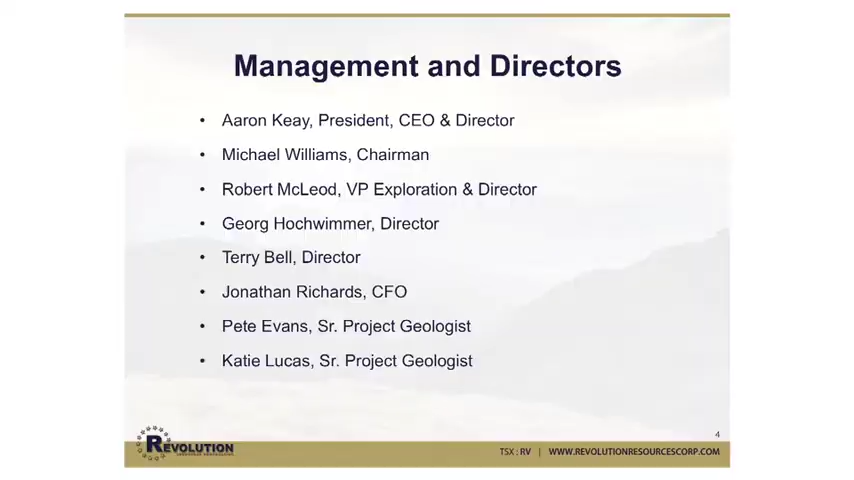 Management and Directors
• Aaron Keay, President, CEO & Director
• Michael Williams, Chairman
• Robert McLeod, VP Exploration & Director
• Georg Hochwimmer, Director
• Terry Bell, Director
• Jonathan Richards, CFO
• Pete Evans, Sr. Project Geologist
• Katie Lucas, Sr. Project Geologist
4
REVOLUTION
TSX : RV | WWW.REVOLUTIONRESOURCESCORP.COM